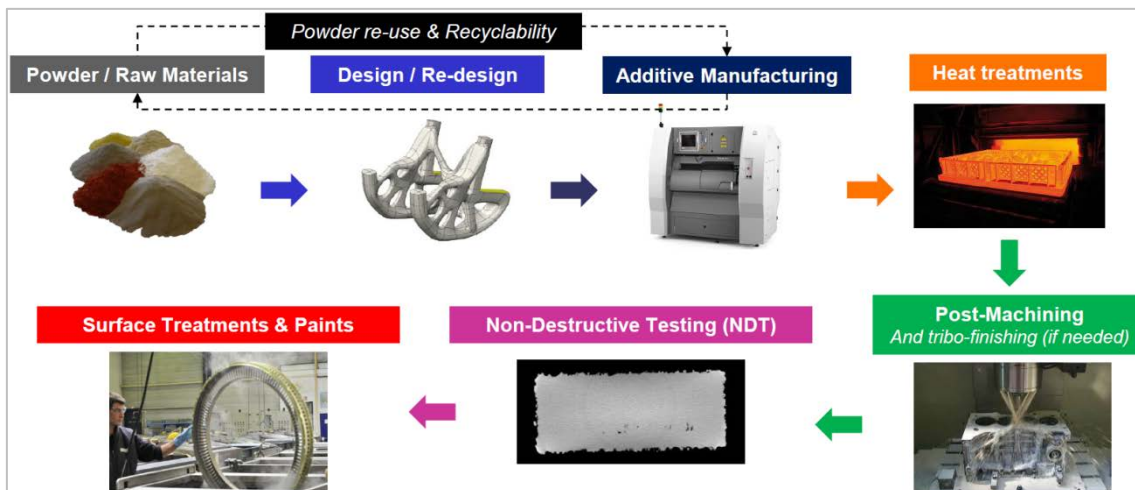 Powder re-use & Recyclability
Powder / Raw Materials
Design / Re-design
Additive Manufacturing
Heat treatments
Surface Treatments & Paints
Non-Destructive Testing (NDT)
Post-Machining
And tribo-finishing (if needed)